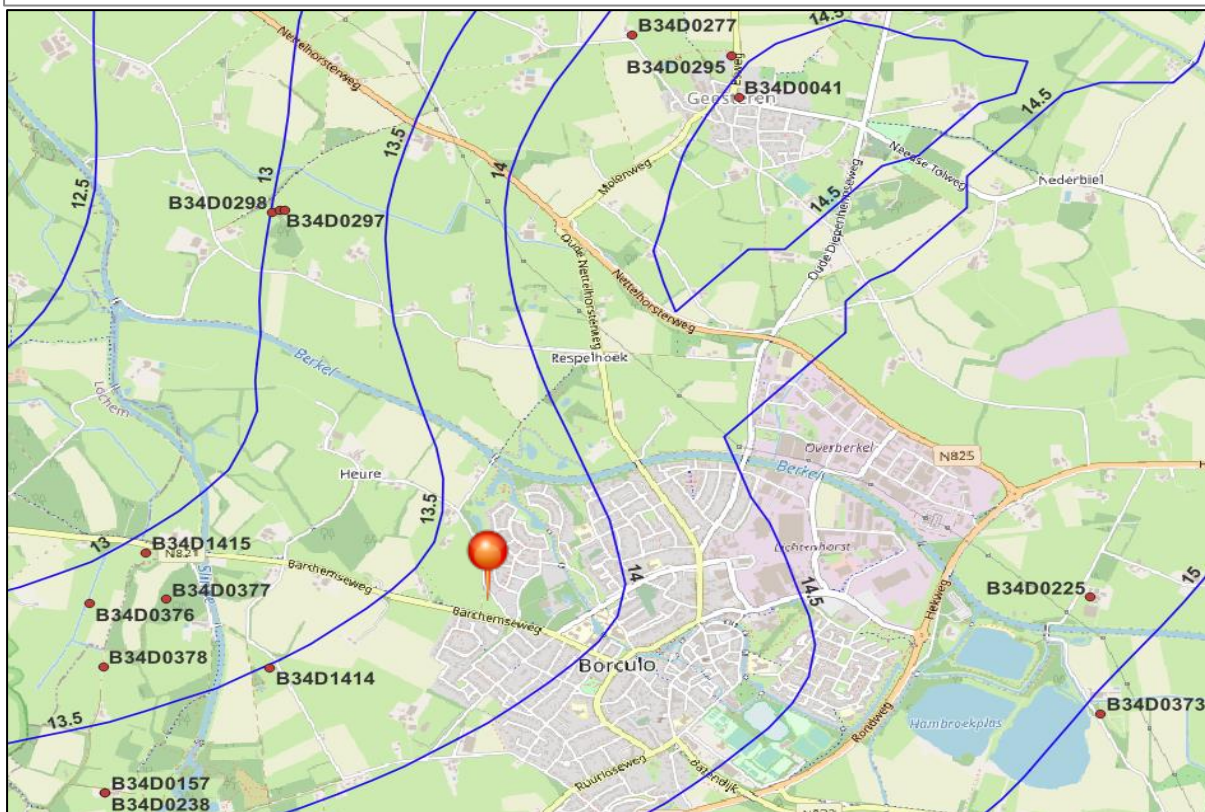 14.5
B34D0277
B34D0295
B34D0041
Geesteren
Nettelhorsterweg
Molenweg
14.5
Needse Tolweg
Nederbiel
12.5
13
13.5
14
B34D0298
B34D0297
14.5
Oude Diepenheimseweg
Oude Nettelhorsterweg
Nettelhorsterweg
Respelhoek
Berkel
Lochem
Heure
Overberkel
N825
Berkel
13.5
13
B34D1415
N821
Barchemseweg
Lichtenhorst
14
14.5
B34D0377
B34D0376
Barchemseweg
B34D0225
15
Hekweg
B34D0378
B34D1414
Borculo
13.5
B34D0373
Hambroekplas
Rondweg
B34D0157
B34D0238
Ruurloseweg